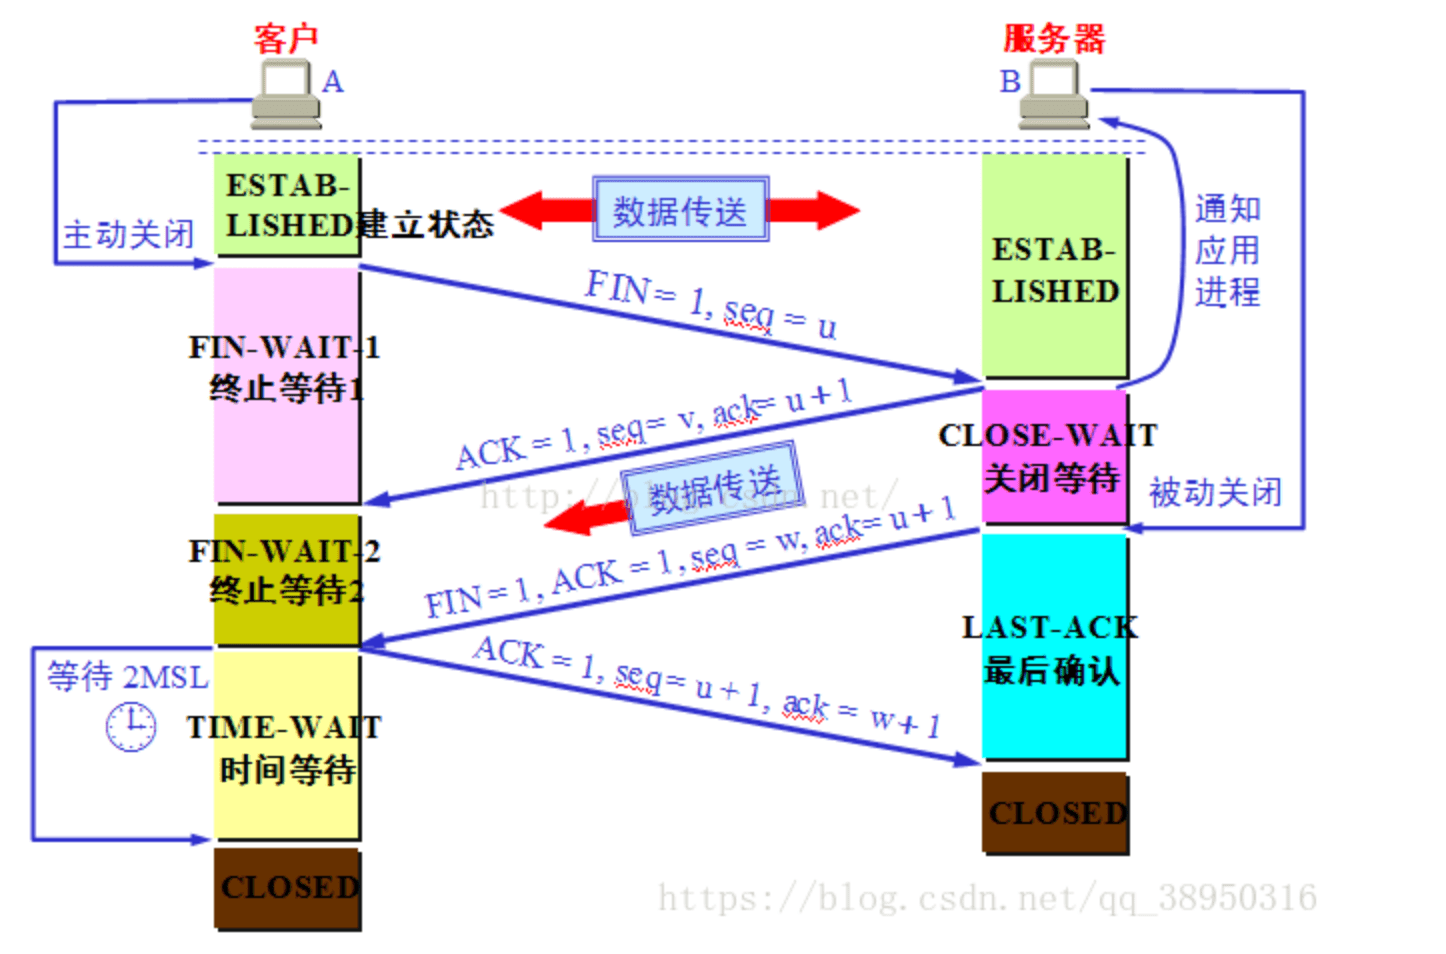 客户
服务器
A
B
ESTAB-
LISHED建立状态
主动关闭
数据传送
通知
应用
进程
ESTAB-
LISHED
FIN = 1, seq = u
FIN-WAIT-1
终止等待1
ACK = 1, seq = v, ack= u + 1
CLOSE-WAIT
关闭等待
数据传送
http://blog.csdn.net/
被动关闭
FIN-WAIT-2
终止等待2
FIN = 1, ACK = 1, seq = w, ack= u + 1
LAST-ACK
最后确认
等待 2MSL
ACK = 1, seq = u + 1, ack = w + 1
TIME-WAIT
时间等待
CLOSED
CLOSED
https://blog.csdn.net/qq_38950316